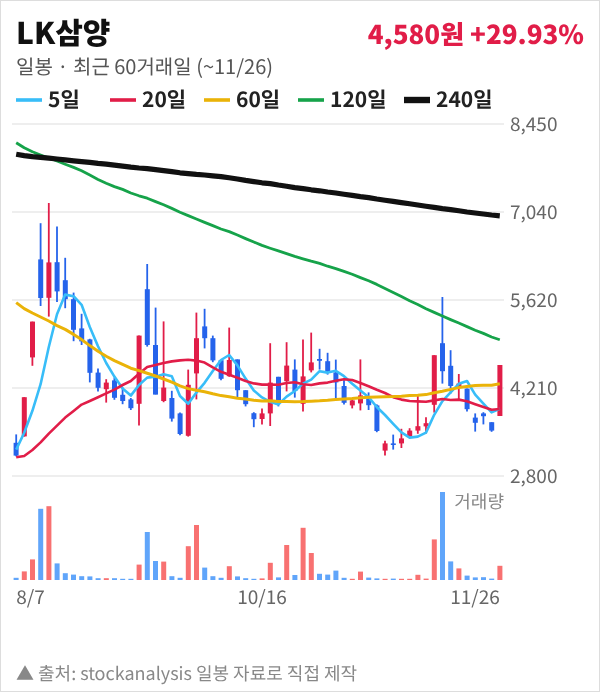 LK삼양 4,580원 +29.93%
일봉 · 최근 60거래일 (~11/26)
5일 20일 60일 120일 240일
8,450
7,040
5,620
4,210
2,800
거래량
8/7 10/16 11/26
▲ 출처: stockanalysis 일봉 자료로 직접 제작